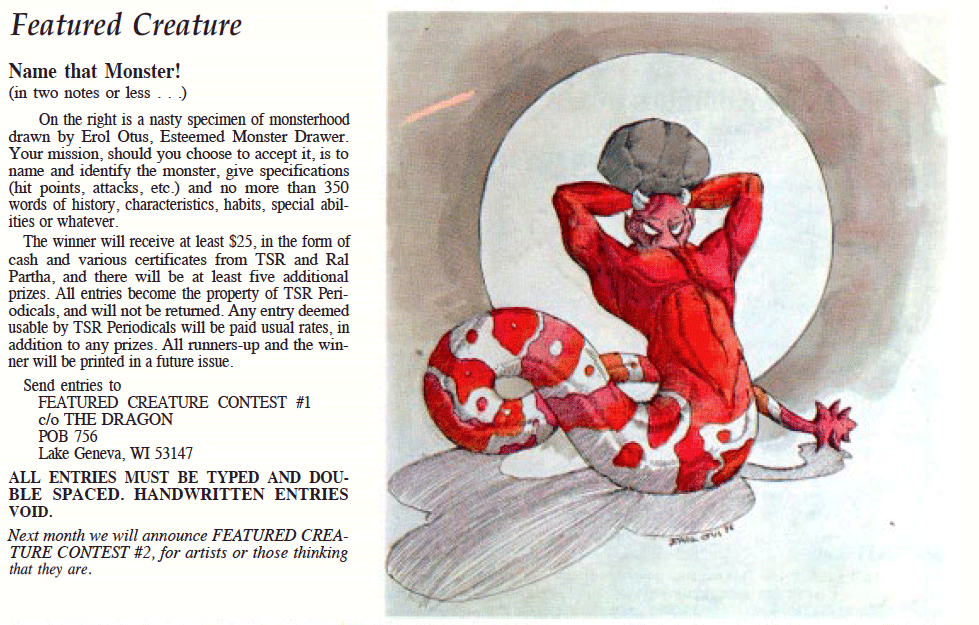 Featured Creature
Name that Monster!
(in two notes or less . . .)
On the right is a nasty specimen of monsterhood
drawn by Erol Otus, Esteemed Monster Drawer.
Your mission, should you choose to accept it, is to
name and identify the monster, give specifications
(hit points, attacks, etc.) and no more than 350
words of history, characteristics, habits, special abil-
ities or whatever.
The winner will receive at least $25, in the form of
cash and various certificates from TSR and Ral
Partha, and there will be at least five additional
prizes. All entries become the property of TSR Peri-
odicals, and will not be returned. Any entry deemed
usable by TSR Periodicals will be paid usual rates, in
addition to any prizes. All runners-up and the win-
ner will be printed in a future issue.
Send entries to
FEATURED CREATURE CONTEST #1
c/o THE DRAGON
POB 756
Lake Geneva, WI 53147
ALL ENTRIES MUST BE TYPED AND DOU-
BLE SPACED. HANDWRITTEN ENTRIES
VOID.
Next month we will announce FEATURED CREA-
TURE CONTEST #2, for artists or those thinking
that they are.